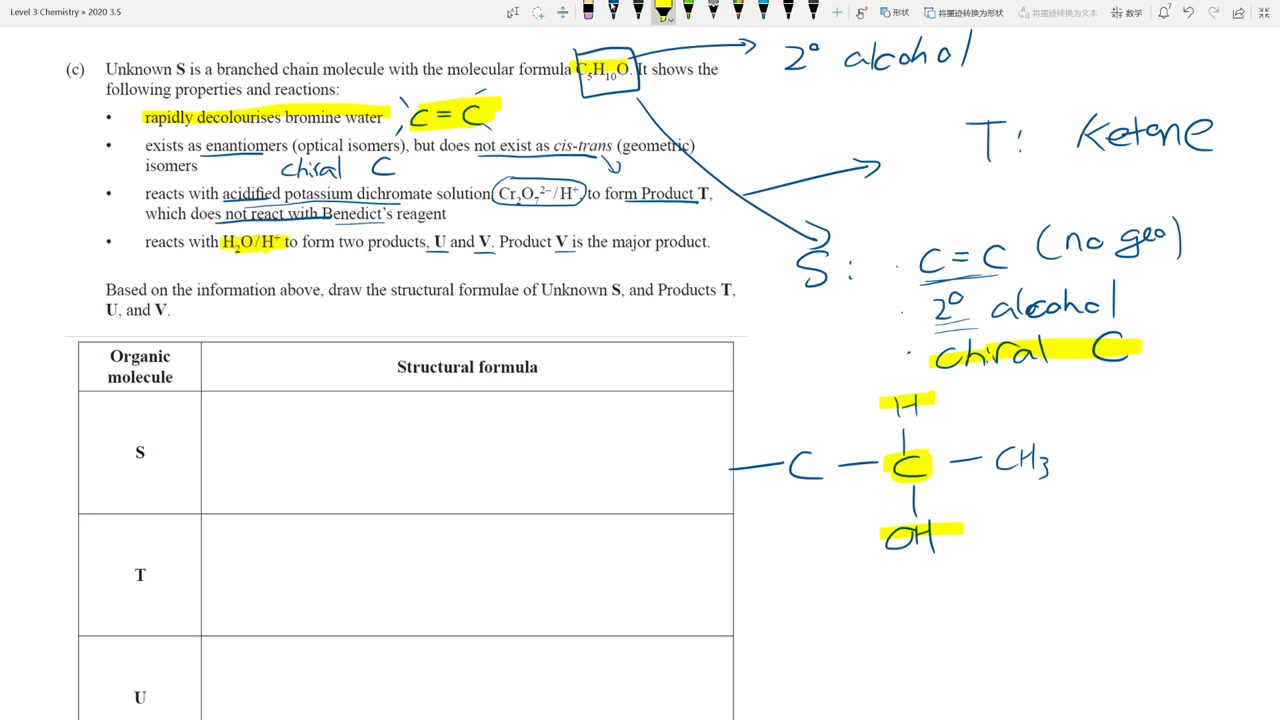 Level 3 Chemistry » 2020 3.5
形状
将墨迹转换为形状
将墨迹转换为文本
数学
(c) Unknown S is a branched chain molecule with the molecular formula C₅H₁₀O. It shows the
following properties and reactions:
• rapidly decolourises bromine water
C = C
• exists as enantiomers (optical isomers), but does not exist as cis-trans (geometric)
isomers
chiral C
• reacts with acidified potassium dichromate solution, Cr₂O₇²⁻/H⁺, to form Product T,
which does not react with Benedict's reagent
• reacts with H₂O/H⁺ to form two products, U and V. Product V is the major product.
Based on the information above, draw the structural formulae of Unknown S, and Products T,
U, and V.
Organic
molecule
Structural formula
S
T
U
2° alcohol
T: Ketone
S: · C = C (no geo)
· 2° alcohol
· chiral C
H
— C — C — CH₃
OH